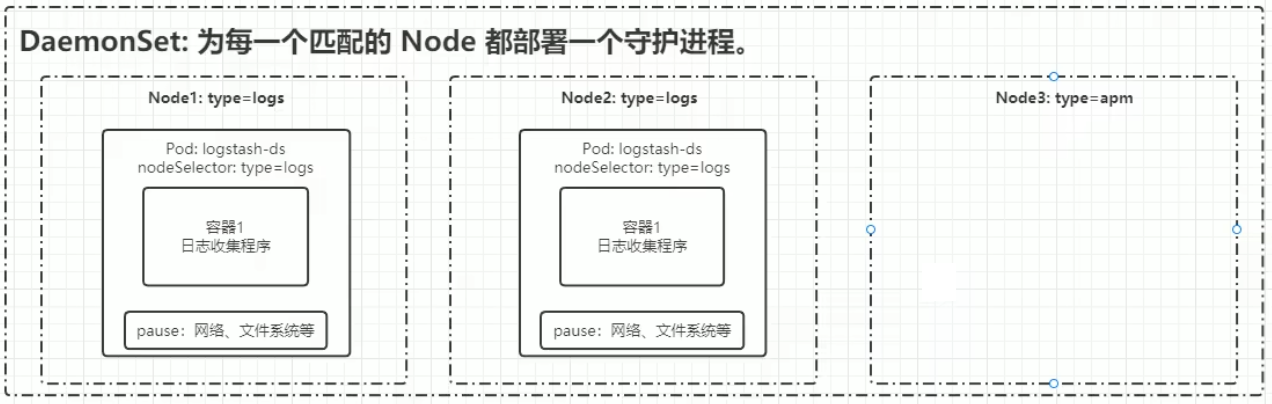 DaemonSet: 为每一个匹配的 Node 都部署一个守护进程。
Node1: type=logs
Pod: logstash-ds
nodeSelector: type=logs
容器1
日志收集程序
pause：网络、文件系统等
Node2: type=logs
Pod: logstash-ds
nodeSelector: type=logs
容器1
日志收集程序
pause：网络、文件系统等
Node3: type=apm